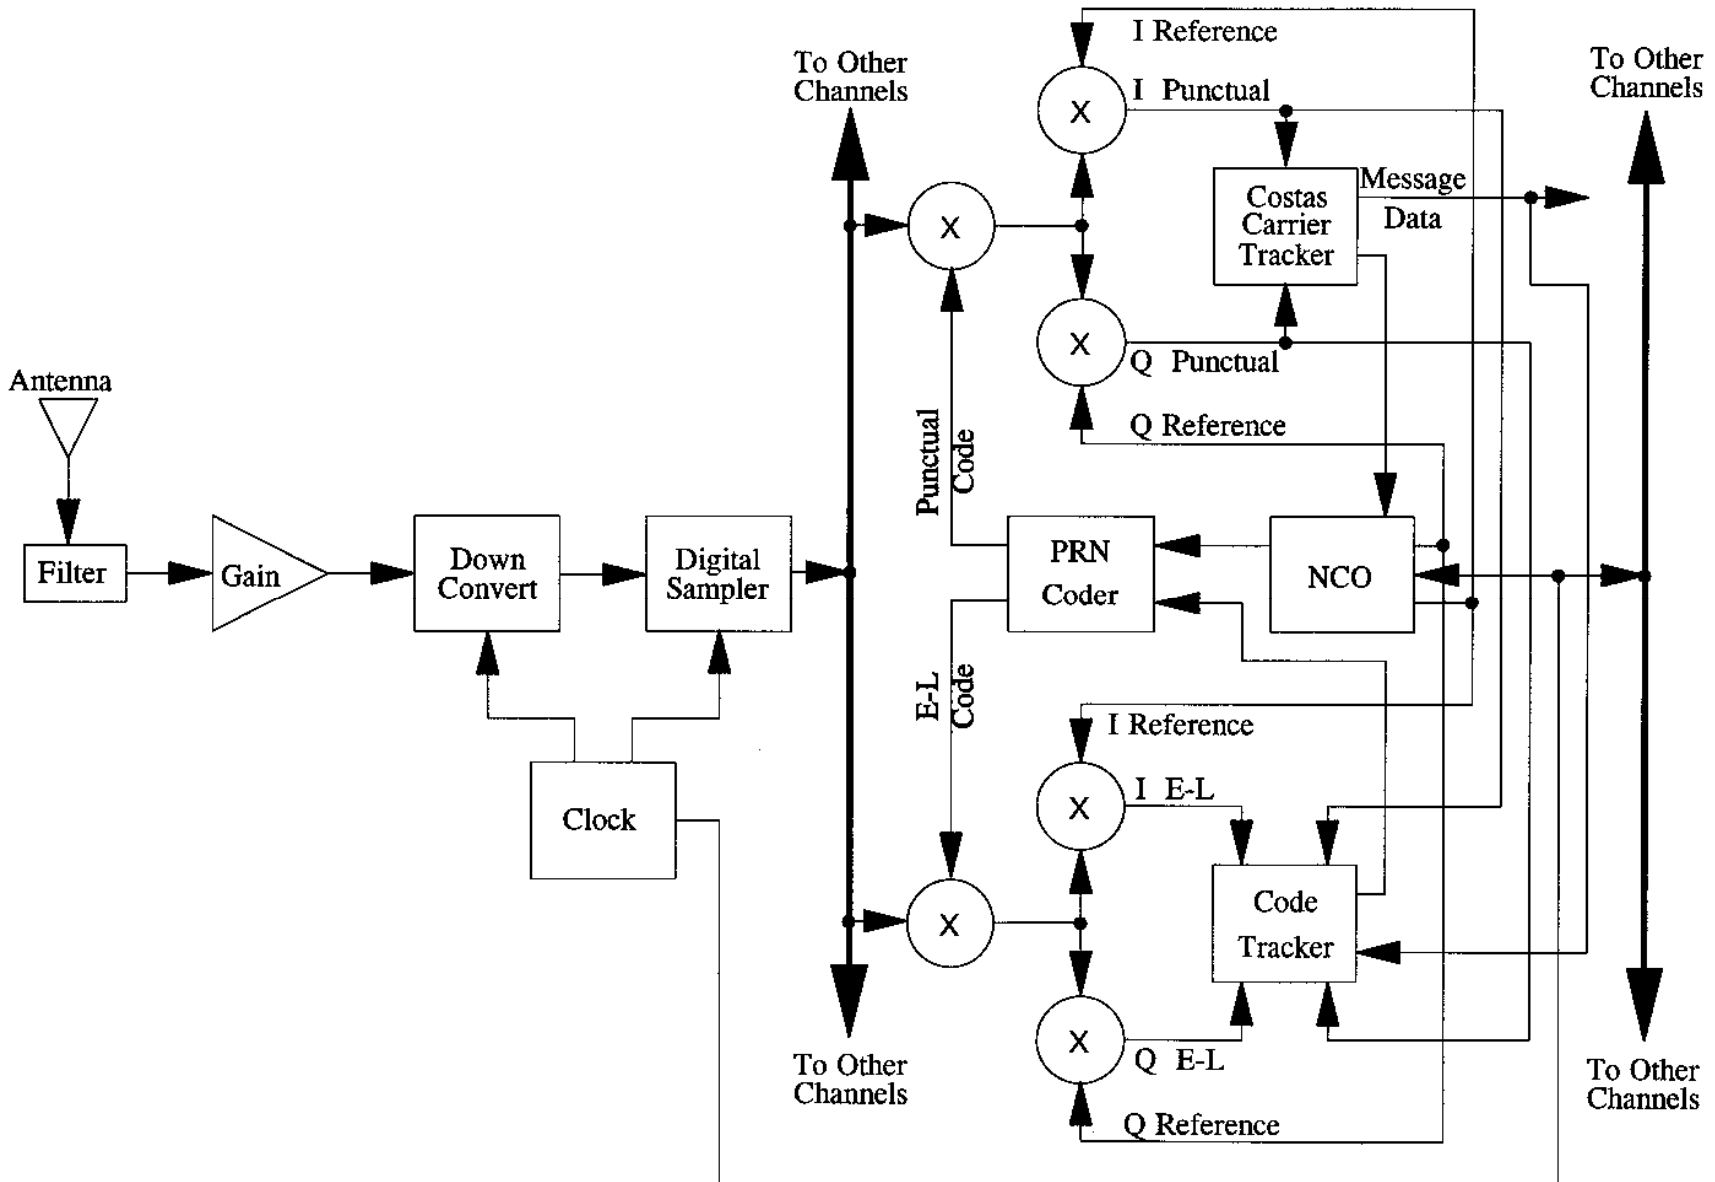 I Reference
To Other
Channels
I Punctual
To Other
Channels
X
Costas
Carrier
Tracker
Message
Data
X
X
Q Punctual
Antenna
Q Reference
Punctual
Code
Filter
Gain
Down
Convert
Digital
Sampler
PRN
Coder
NCO
E-L
Code
I Reference
Clock
X
I E-L
X
Code
Tracker
X
Q E-L
To Other
Channels
To Other
Channels
Q Reference